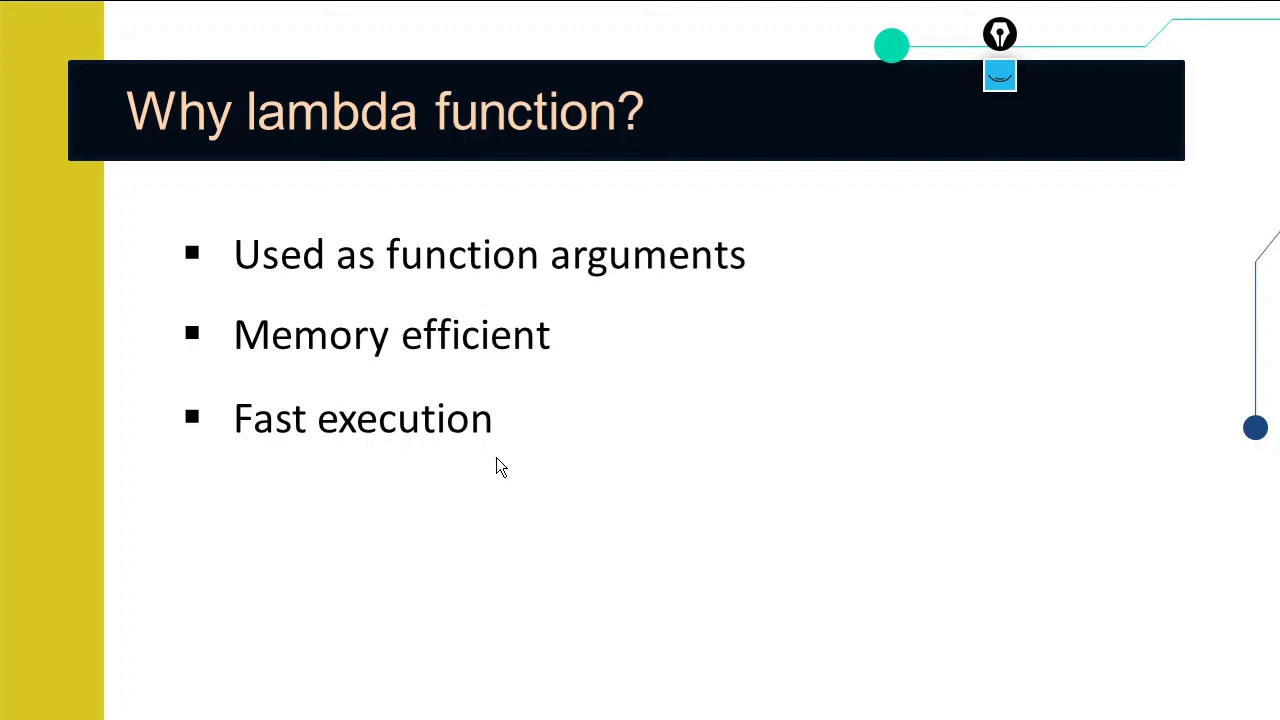 Why lambda function?
▪ Used as function arguments
▪ Memory efficient
▪ Fast execution